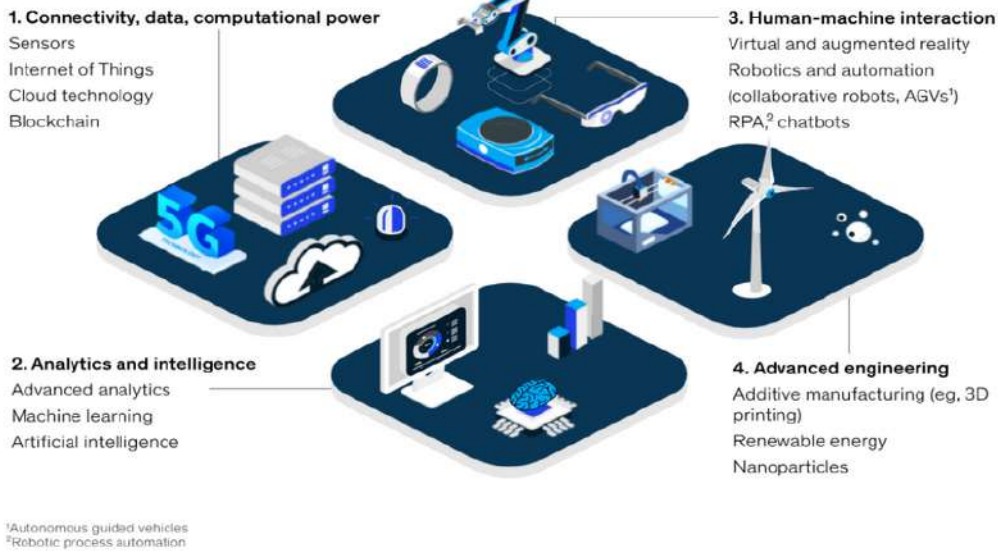 1. Connectivity, data, computational power
Sensors
Internet of Things
Cloud technology
Blockchain
3. Human-machine interaction
Virtual and augmented reality
Robotics and automation
(collaborative robots, AGVs¹)
RPA,² chatbots
5G
TECHNOLOGY
2. Analytics and intelligence
Advanced analytics
Machine learning
Artificial intelligence
4. Advanced engineering
Additive manufacturing (eg, 3D
printing)
Renewable energy
Nanoparticles
¹Autonomous guided vehicles
²Robotic process automation